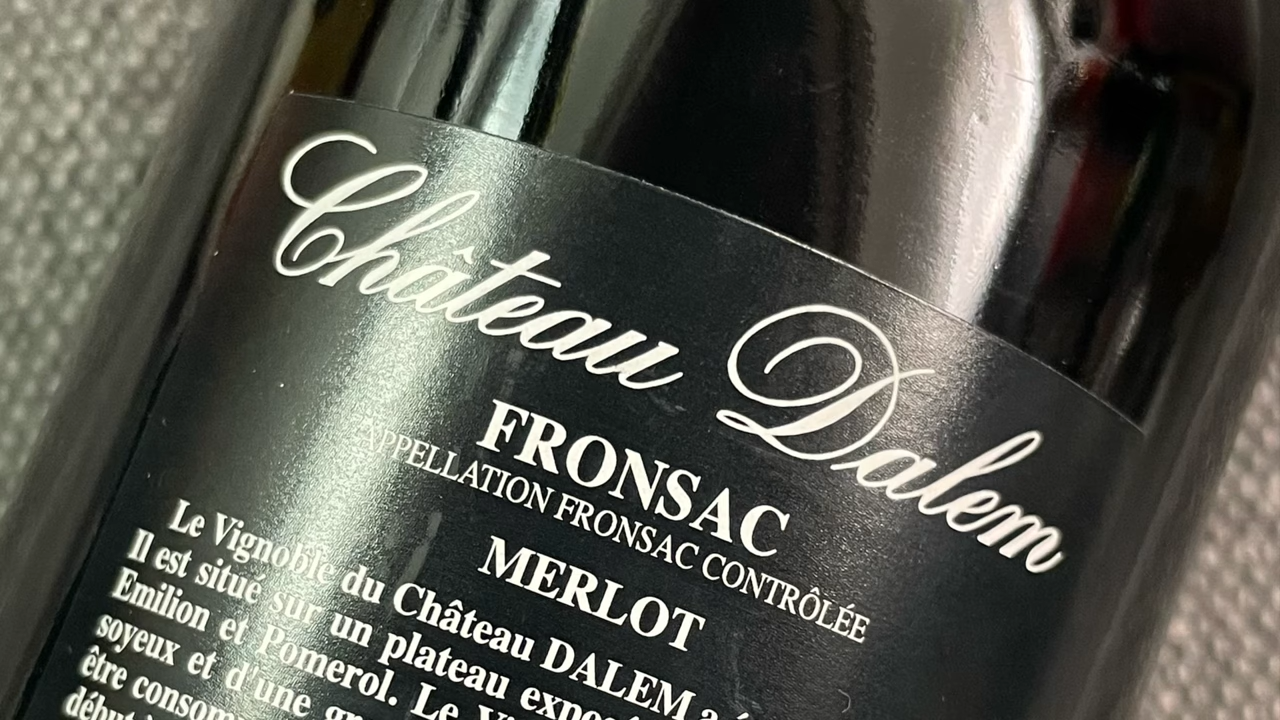 Château Dalem
FRONSAC
APPELLATION FRONSAC CONTRÔLÉE
MERLOT
Le Vignoble du Château DALEM a
Il est situé sur un plateau
Emilion et Pomerol. Le
soyeux et d'une
être
début